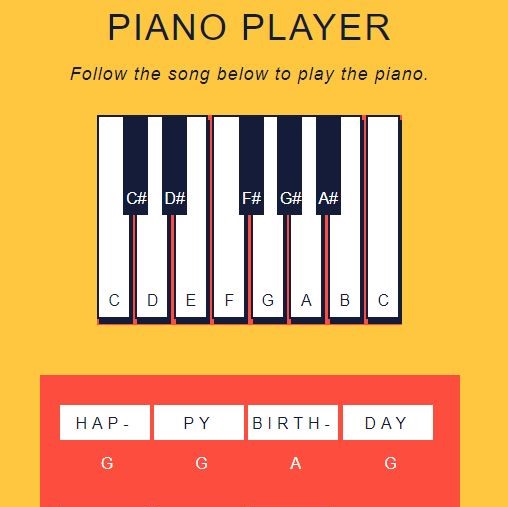 PIANO PLAYER
Follow the song below to play the piano.
C# D# F# G# A#
C D E F G A B C
HAP- PY BIRTH- DAY
G G A G